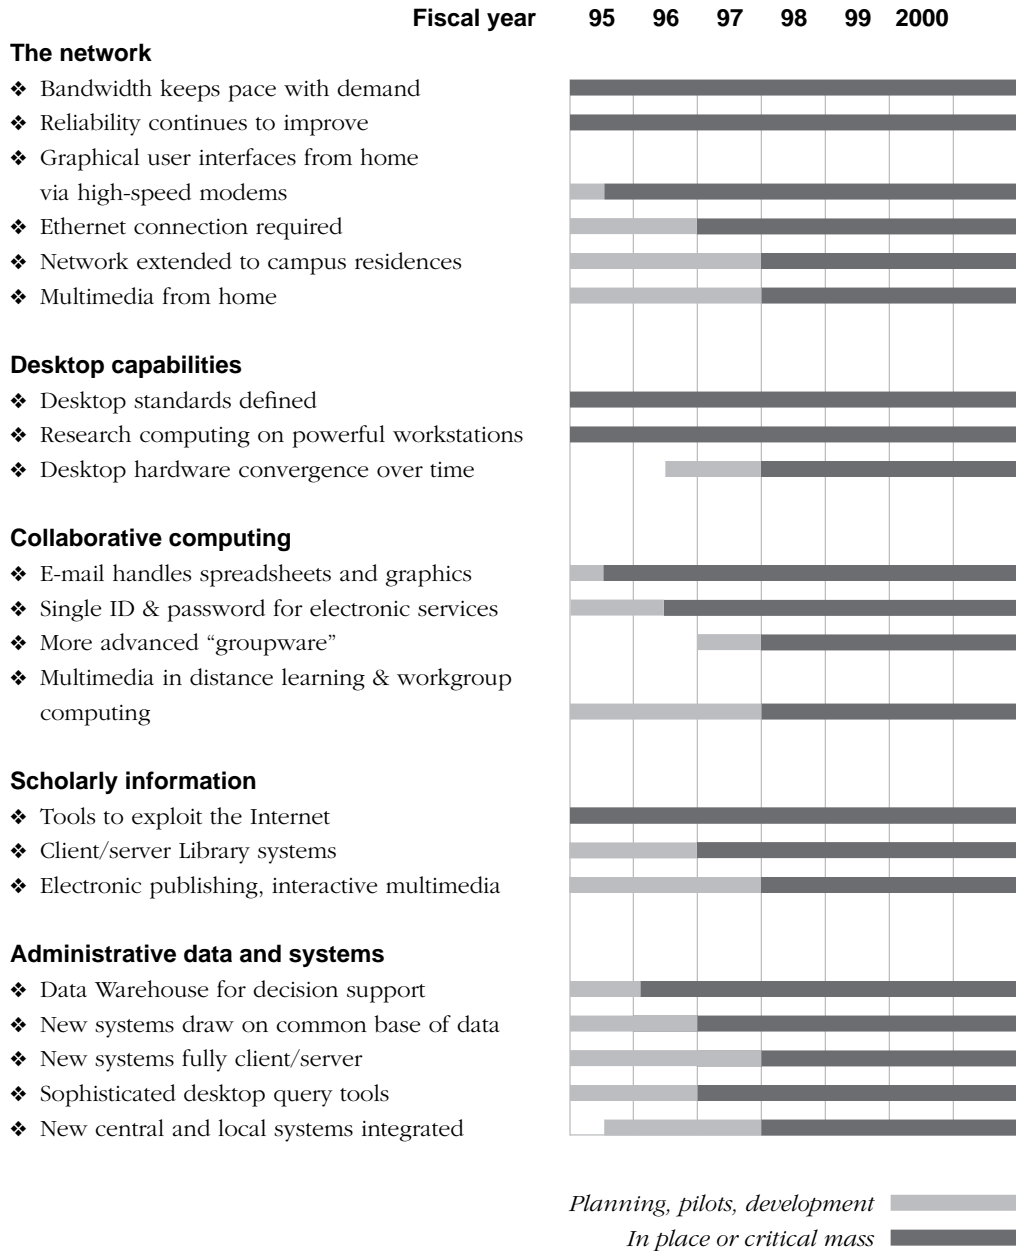 Fiscal year 95 96 97 98 99 2000
The network
❖ Bandwidth keeps pace with demand
❖ Reliability continues to improve
❖ Graphical user interfaces from home
via high-speed modems
❖ Ethernet connection required
❖ Network extended to campus residences
❖ Multimedia from home
Desktop capabilities
❖ Desktop standards defined
❖ Research computing on powerful workstations
❖ Desktop hardware convergence over time
Collaborative computing
❖ E-mail handles spreadsheets and graphics
❖ Single ID & password for electronic services
❖ More advanced “groupware”
❖ Multimedia in distance learning & workgroup
computing
Scholarly information
❖ Tools to exploit the Internet
❖ Client/server Library systems
❖ Electronic publishing, interactive multimedia
Administrative data and systems
❖ Data Warehouse for decision support
❖ New systems draw on common base of data
❖ New systems fully client/server
❖ Sophisticated desktop query tools
❖ New central and local systems integrated
Planning, pilots, development
In place or critical mass